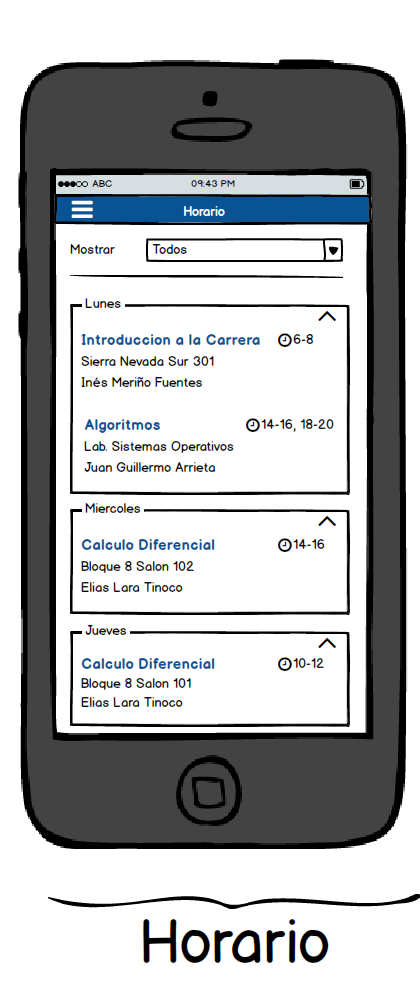 ABC 09:43 PM
Horario
Mostrar Todos
Lunes
Introduccion a la Carrera 6-8
Sierra Nevada Sur 301
Inés Meriño Fuentes
Algoritmos 14-16, 18-20
Lab. Sistemas Operativos
Juan Guillermo Arrieta
Miercoles
Calculo Diferencial 14-16
Bloque 8 Salon 102
Elias Lara Tinoco
Jueves
Calculo Diferencial 10-12
Bloque 8 Salon 101
Elias Lara Tinoco
Horario